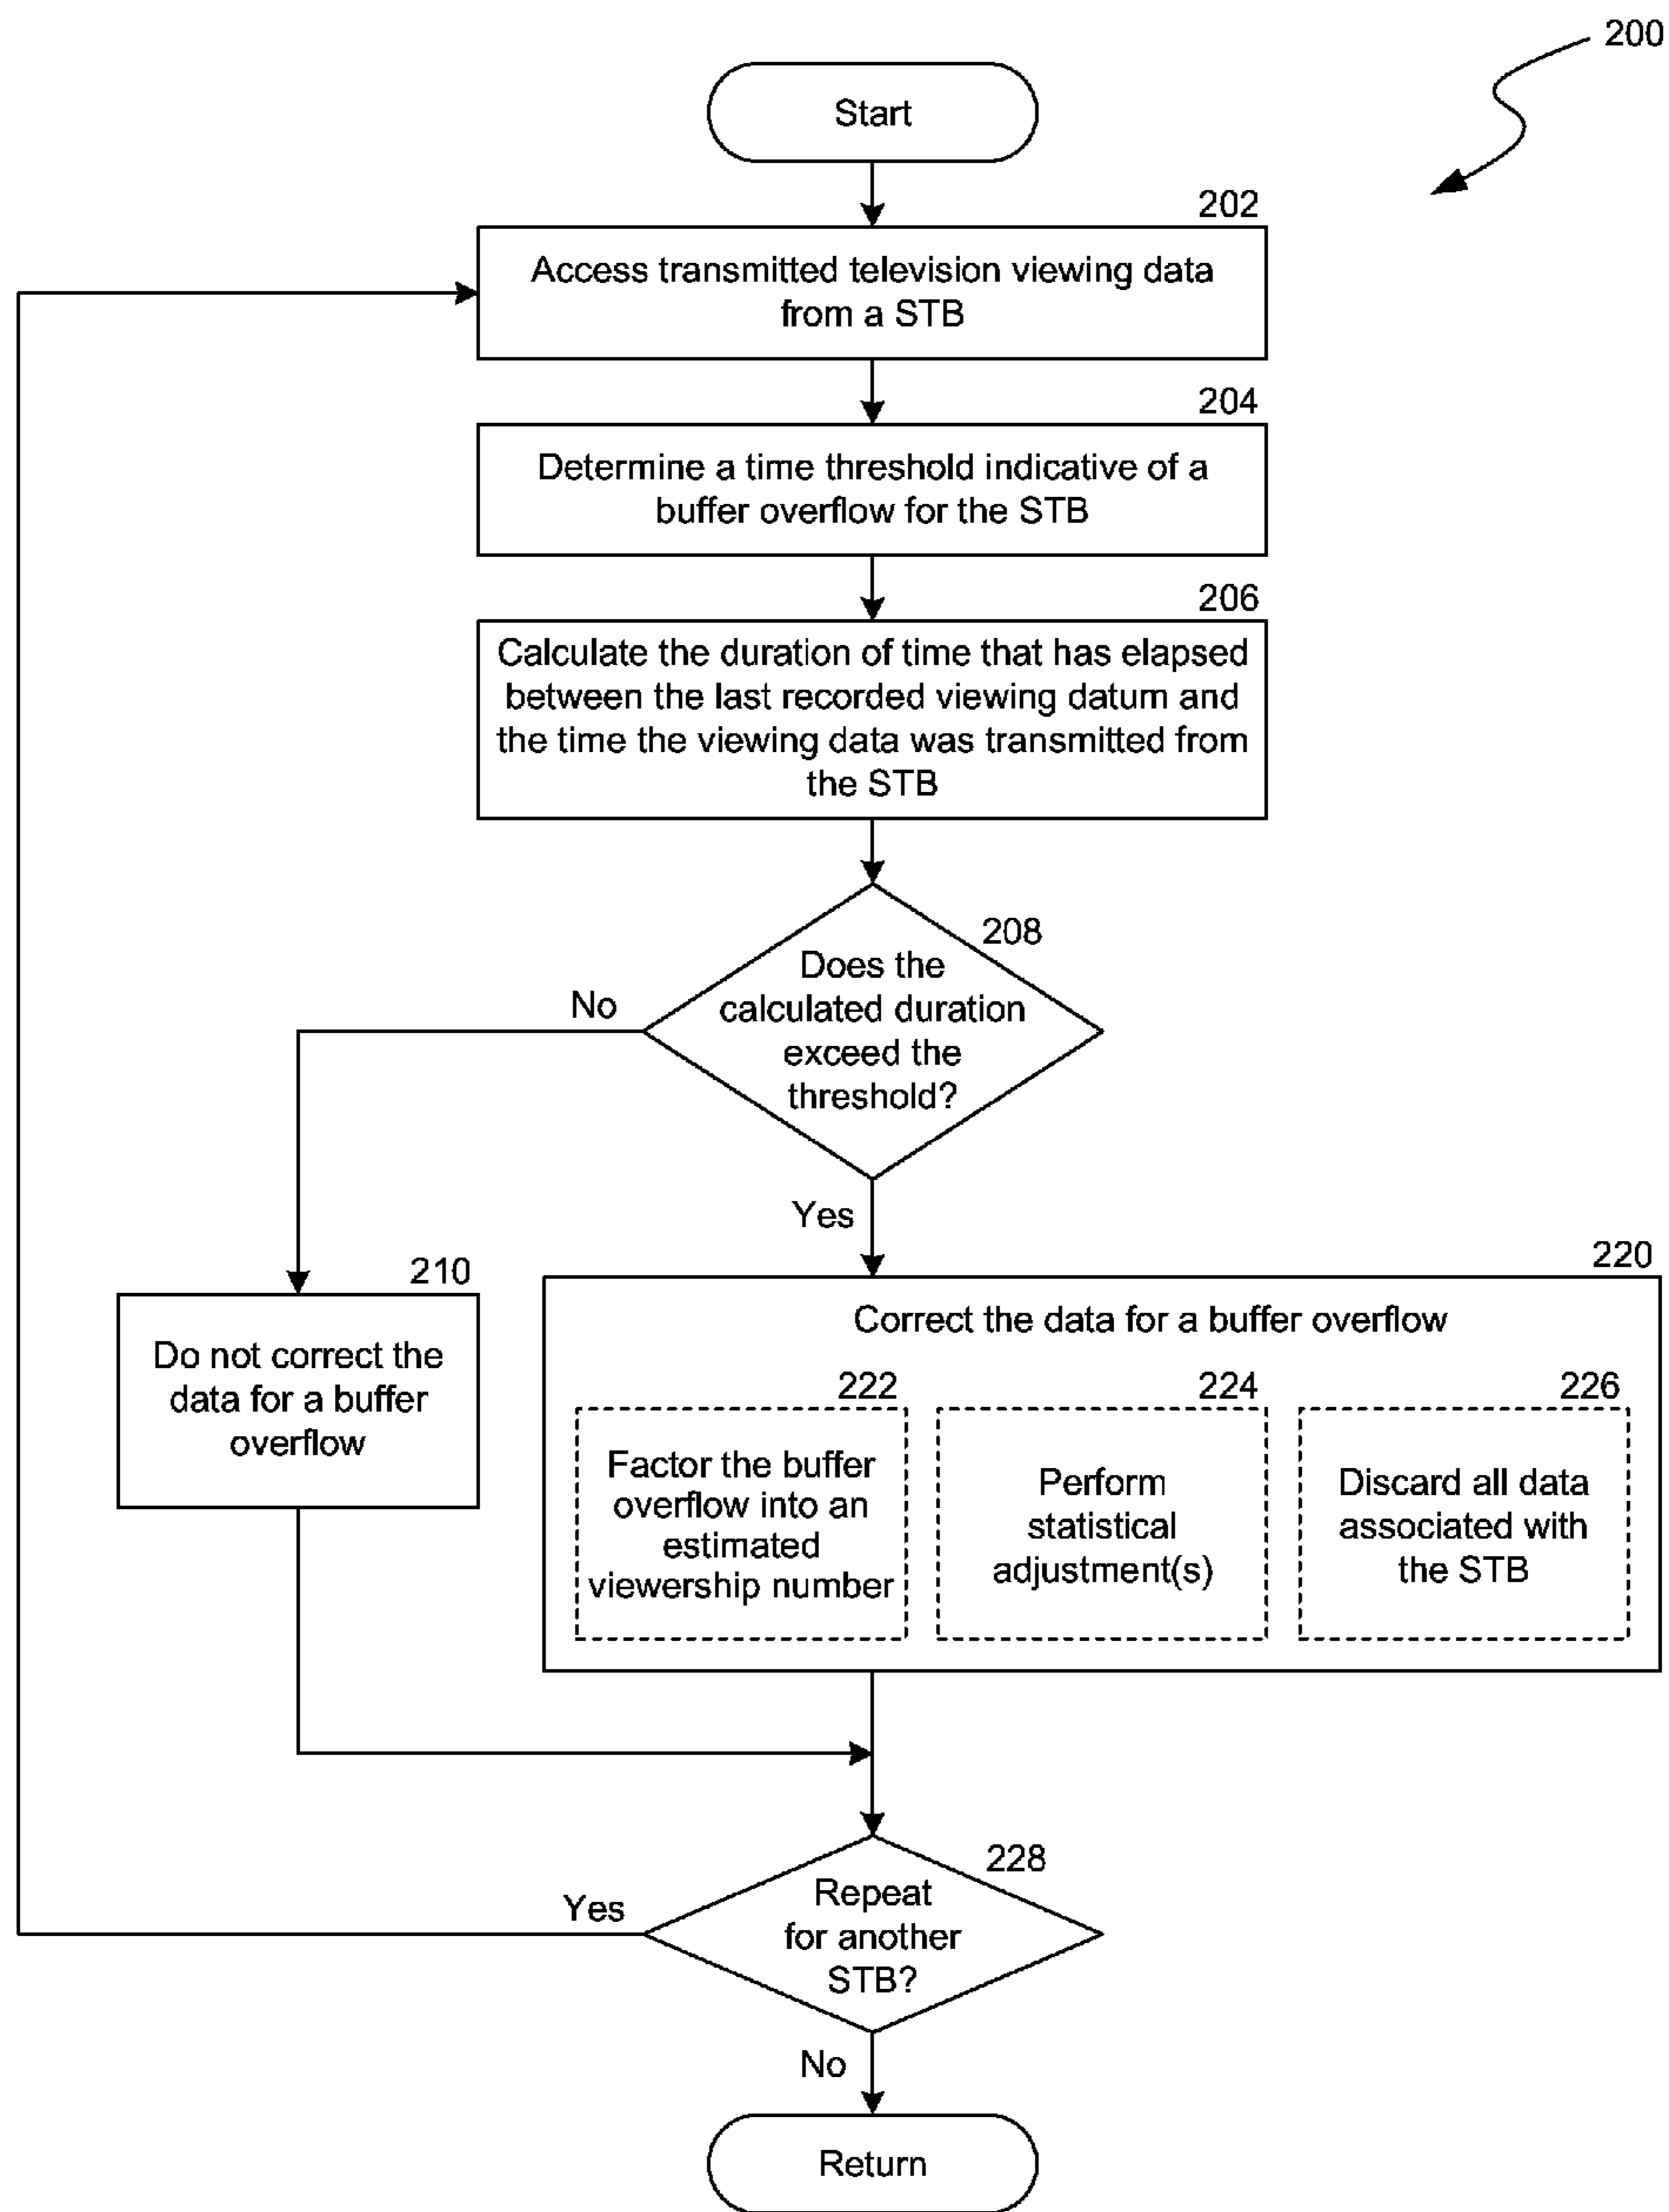 200
Start
202
Access transmitted television viewing data
from a STB
204
Determine a time threshold indicative of a
buffer overflow for the STB
206
Calculate the duration of time that has elapsed
between the last recorded viewing datum and
the time the viewing data was transmitted from
the STB
208
Does the
calculated duration
exceed the
threshold?
No
Yes
210
Do not correct the
data for a buffer
overflow
220
Correct the data for a buffer overflow
222
Factor the buffer
overflow into an
estimated
viewership number
224
Perform
statistical
adjustment(s)
226
Discard all data
associated with
the STB
228
Repeat
for another
STB?
Yes
No
Return